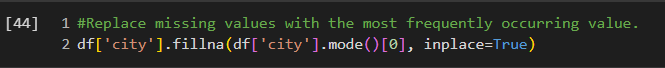 [44] 1 #Replace missing values with the most frequently occurring value.
2 df['city'].fillna(df['city'].mode()[0], inplace=True)